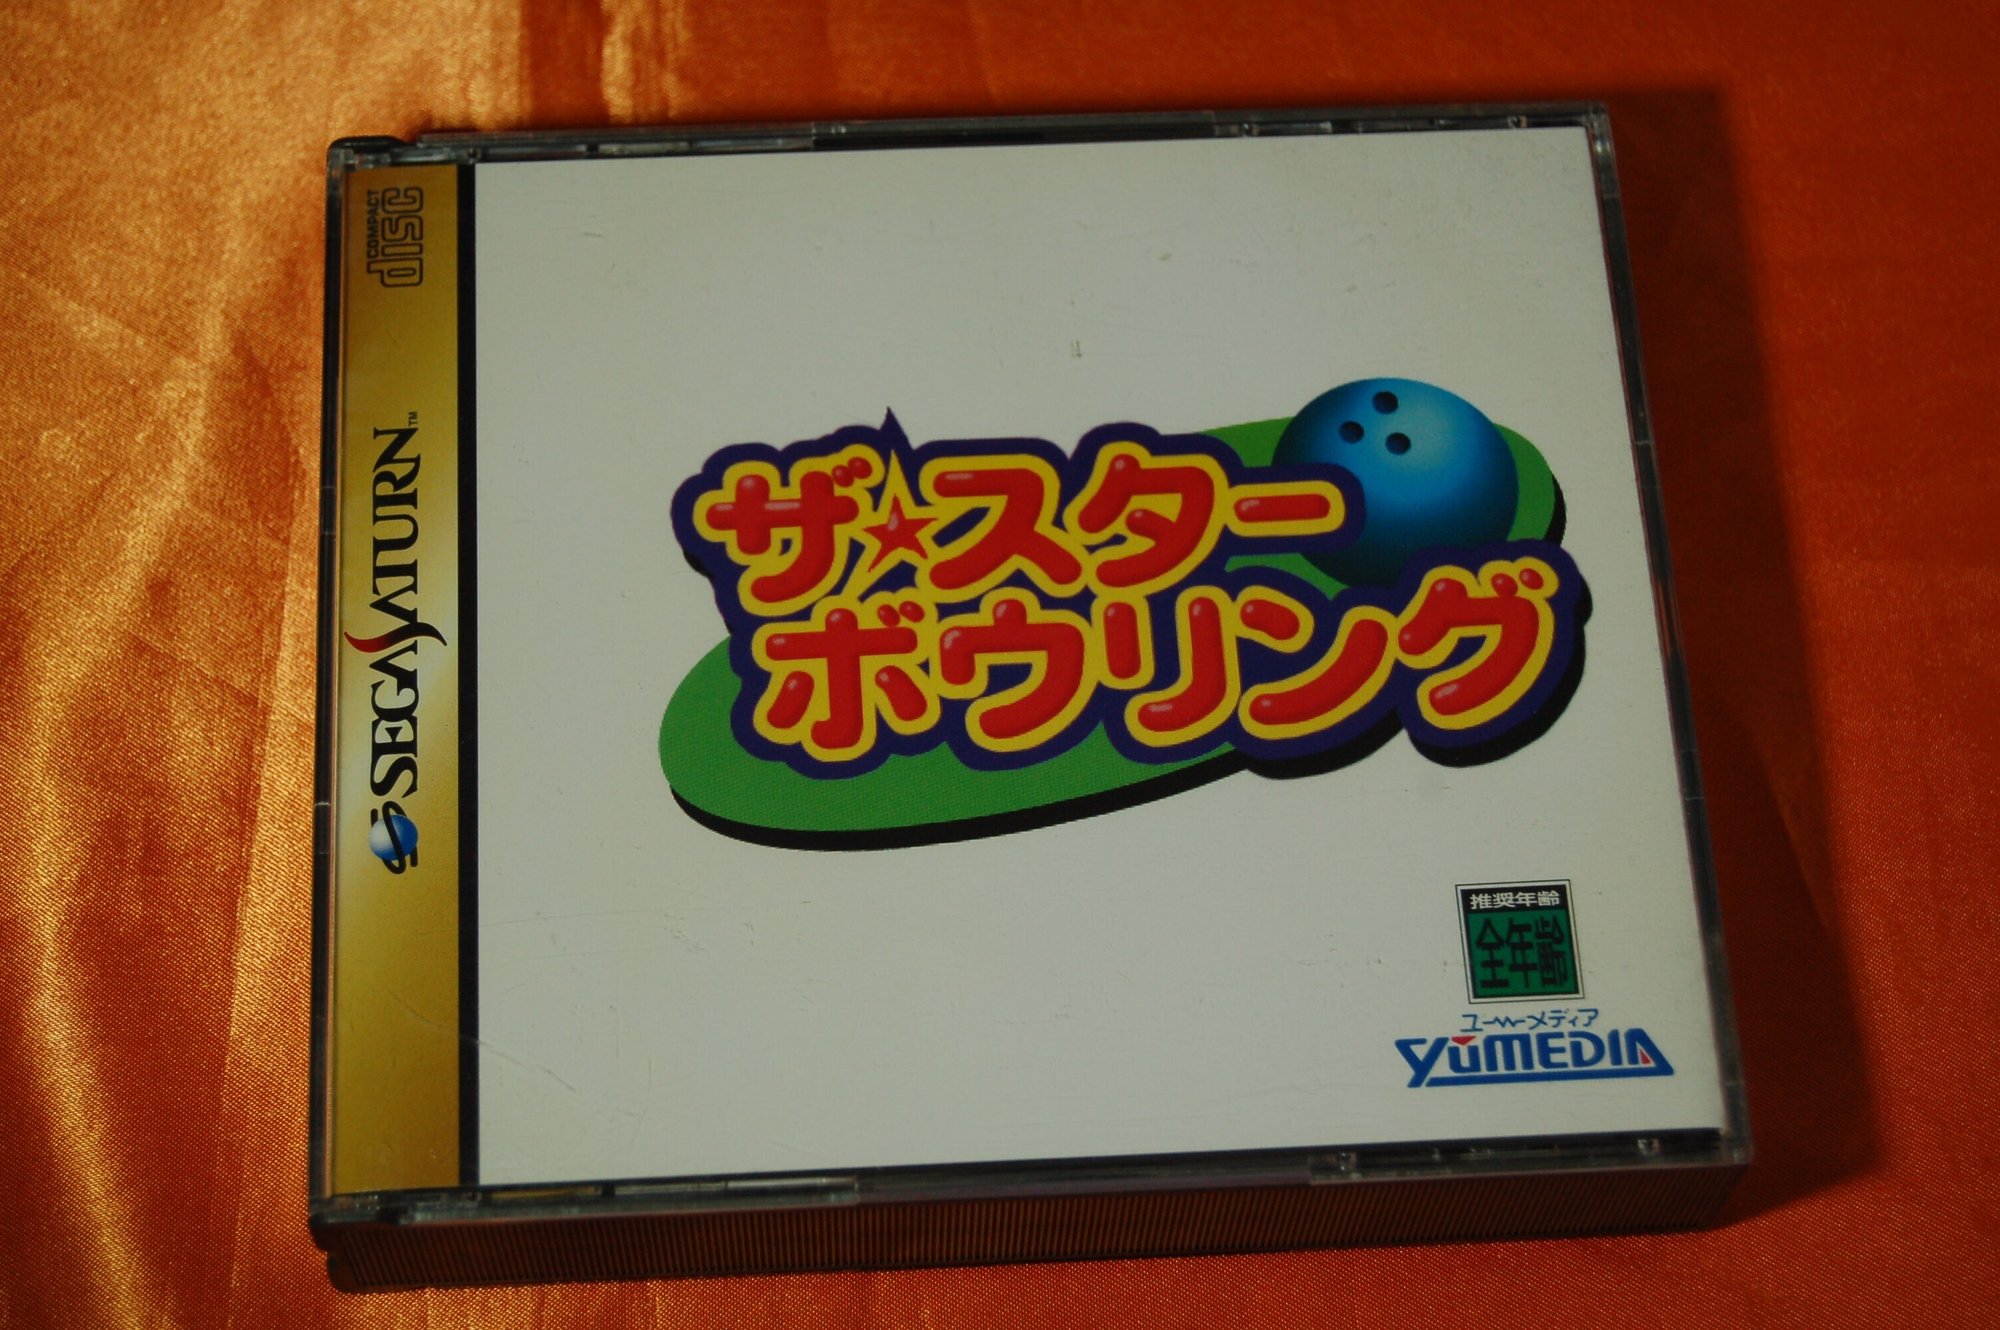 COMPACT
disc
SEGA SATURN™
ザ★スター
ボウリング
推奨年齢
全年齢
ユーメディア
YUMEDIA